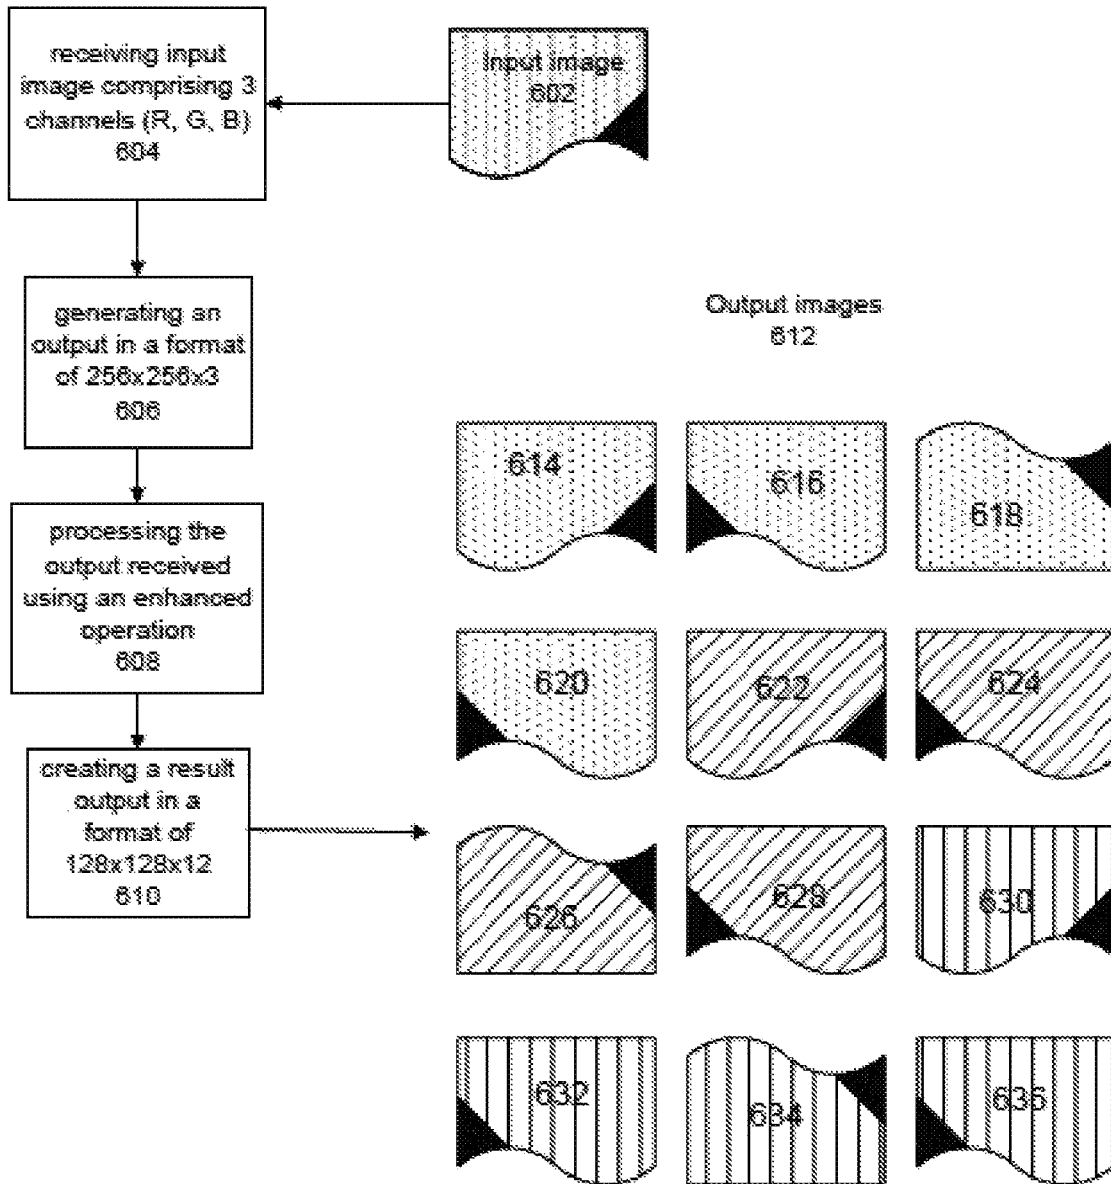 receiving input
image comprising 3
channels (R, G, B)
604
Input image
602
generating an
output in a format
of 256x256x3
606
processing the
output received
using an enhanced
operation
608
creating a result
output in a
format of
128x128x12
610
Output images
612
614
616
618
620
622
624
626
629
630
632
634
636